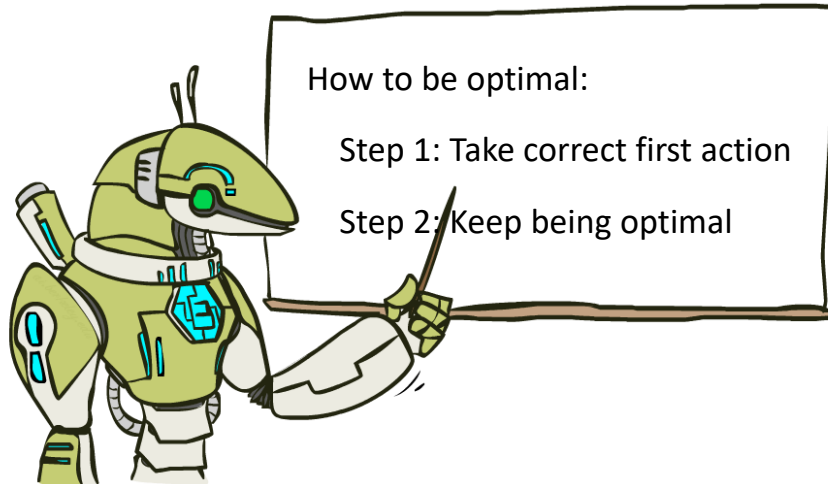 How to be optimal:
Step 1: Take correct first action
Step 2: Keep being optimal